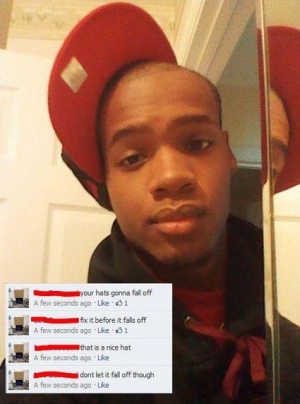 your hats gonna fall off
A few seconds ago · Like · 👍 1
fix it before it falls off
A few seconds ago · Like · 👍 1
that is a nice hat
A few seconds ago · Like
dont let it fall off though
A few seconds ago · Like